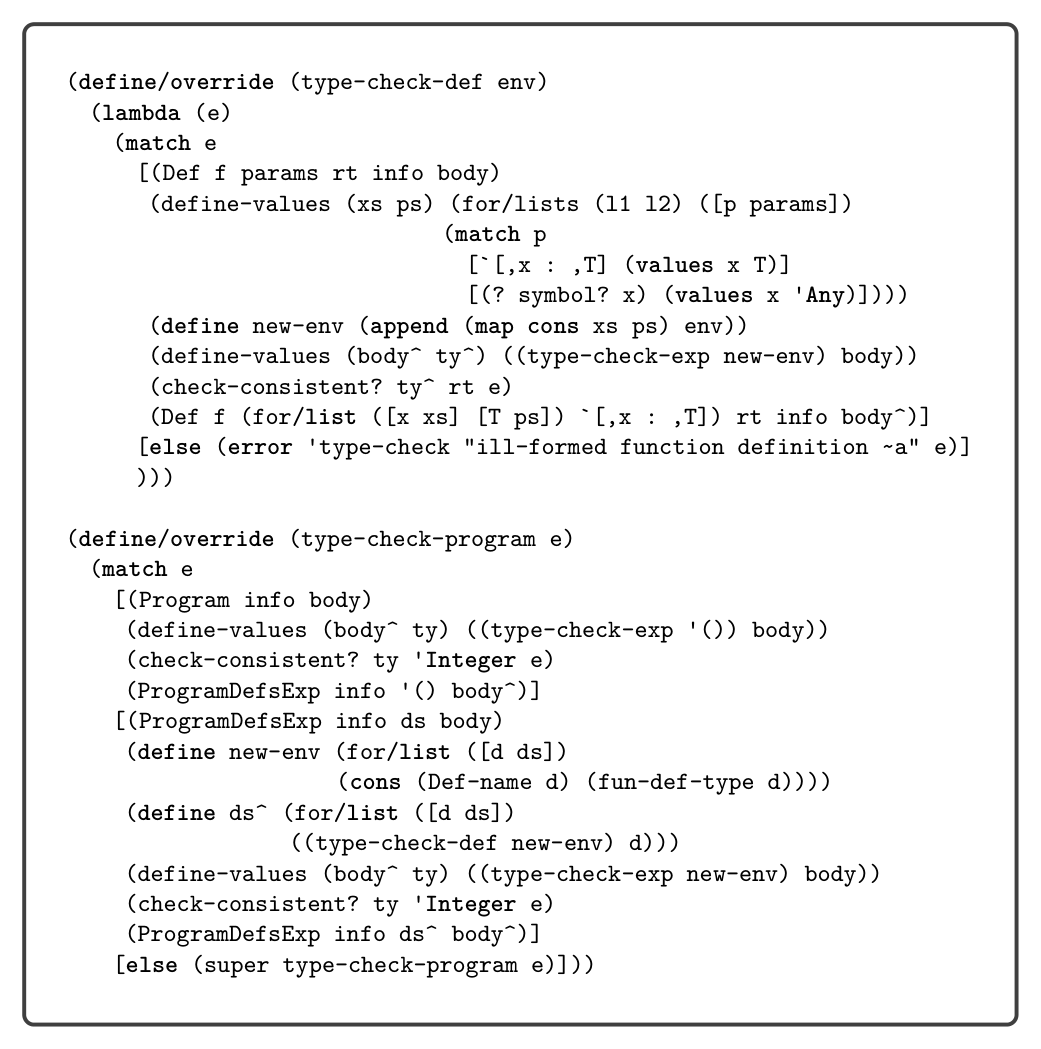 (define/override (type-check-def env)
  (lambda (e)
    (match e
      [(Def f params rt info body)
       (define-values (xs ps) (for/lists (l1 l2) ([p params])
                                (match p
                                  [`[,x : ,T] (values x T)]
                                  [(? symbol? x) (values x 'Any)])))
       (define new-env (append (map cons xs ps) env))
       (define-values (body^ ty^) ((type-check-exp new-env) body))
       (check-consistent? ty^ rt e)
       (Def f (for/list ([x xs] [T ps]) `[,x : ,T]) rt info body^)]
      [else (error 'type-check "ill-formed function definition ~a" e)]
      )))

(define/override (type-check-program e)
  (match e
    [(Program info body)
     (define-values (body^ ty) ((type-check-exp '()) body))
     (check-consistent? ty 'Integer e)
     (ProgramDefsExp info '() body^)]
    [(ProgramDefsExp info ds body)
     (define new-env (for/list ([d ds])
                       (cons (Def-name d) (fun-def-type d))))
     (define ds^ (for/list ([d ds])
                   ((type-check-def new-env) d)))
     (define-values (body^ ty) ((type-check-exp new-env) body))
     (check-consistent? ty 'Integer e)
     (ProgramDefsExp info ds^ body^)]
    [else (super type-check-program e)]))